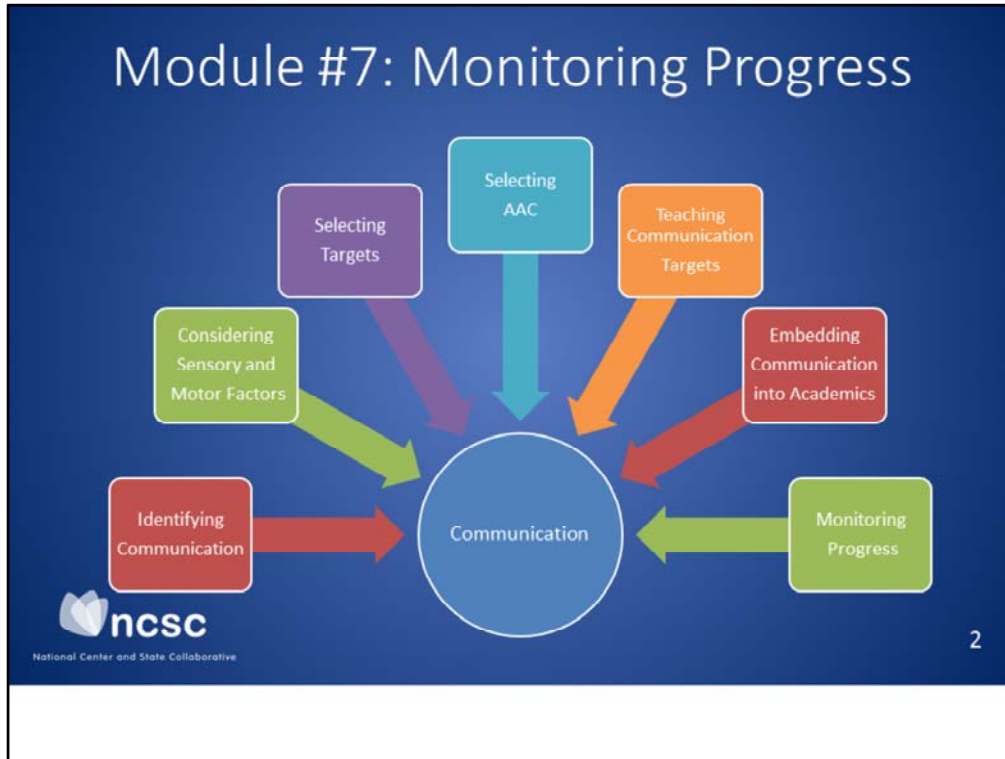 Module #7: Monitoring Progress
Selecting
AAC
Selecting
Targets
Teaching
Communication
Targets
Considering
Sensory and
Motor Factors
Embedding
Communication
into Academics
Identifying
Communication
Communication
Monitoring
Progress
ncsc
National Center and State Collaborative
2